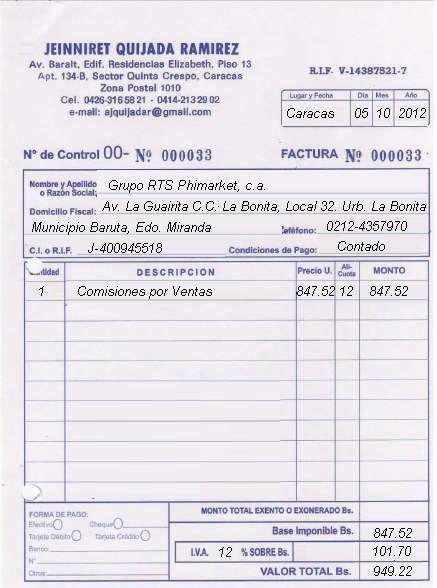 JEINNIRET QUIJADA RAMIREZ
Av. Baralt, Edif. Residencias Elizabeth, Piso 13
Apt. 134-B, Sector Quinta Crespo, Caracas
Zona Postal 1010
Cel. 0426-316 58 21 - 0414-213 29 02
e-mail: ajquijadar@gmail.com
R.I.F. V-14387521-7
Lugar y Fecha Día Mes Año
Caracas 05 10 2012
Nº de Control 00- Nº 000033 FACTURA Nº 000033
Nombre y Apellido o Razón Social: Grupo RTS Phimarket, c.a.
Domicilio Fiscal: Av. La Guairita C.C. La Bonita, Local 32. Urb. La Bonita
Municipio Baruta, Edo. Miranda Teléfono: 0212-4357970
C.I. o R.I.F. J-400945518 Condiciones de Pago: Contado
Cantidad DESCRIPCION Precio U. Alí-Cuota MONTO
1 Comisiones por Ventas 847.52 12 847.52
FORMA DE PAGO:
Efectivo Cheque
Tarjeta Débito Tarjeta Crédito
Banco:
N°
Otros:
MONTO TOTAL EXENTO O EXONERADO Bs.
Base Imponible Bs. 847.52
I.V.A. 12 % SOBRE Bs. 101.70
VALOR TOTAL Bs. 949.22